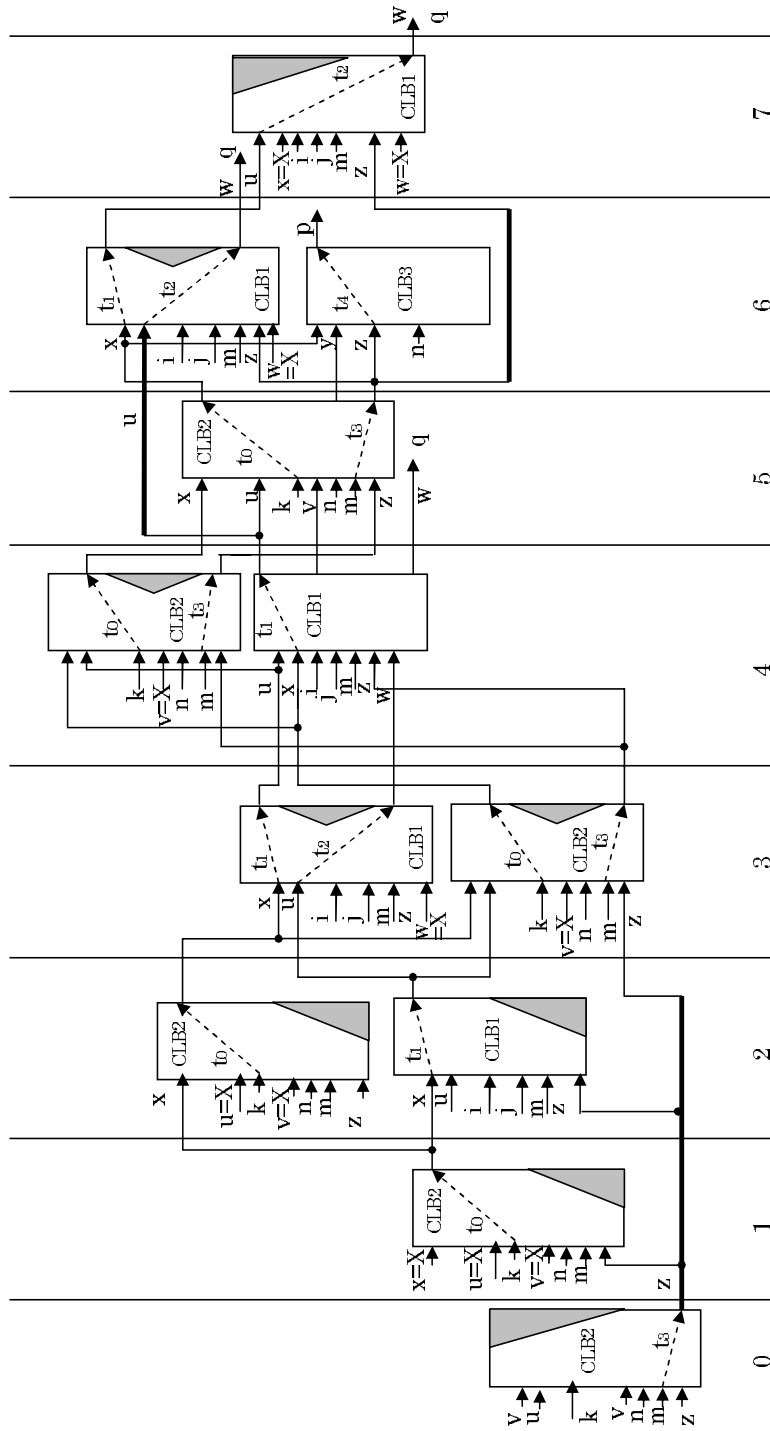 w
q
t2
CLB1
u
x=X
i
j
m
z
w=X
7
w
q
t1
t2
CLB1
x
i
j
m
z
w
=X
p
t4
CLB3
y
z
n
6
u
CLB2
t0
t3
x
u
k
v
n
m
z
w
q
5
t0
CLB2
t3
k
v=X
n
m
t1
CLB1
u
x
i
j
m
z
w
4
t1
t2
CLB1
x
u
i
j
m
z
w
=X
t0
CLB2
t3
k
v=X
n
m
z
3
CLB2
t0
x
u=X
k
v=X
n
m
z
t1
CLB1
x
u
i
j
m
z
2
CLB2
t0
x=X
u=X
k
v=X
n
m
z
1
CLB2
t3
v
u
k
v
n
m
z
0